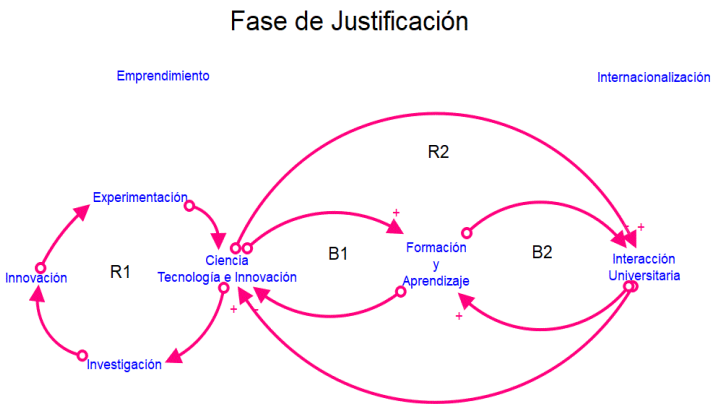 Fase de Justificación
Emprendimiento
Internacionalización
R2
Experimentación
+
+
Formación
y
Aprendizaje
B1
B2
Ciencia
Tecnología e Innovación
Interacción
Universitaria
R1
Innovación
+
-
+
Investigación